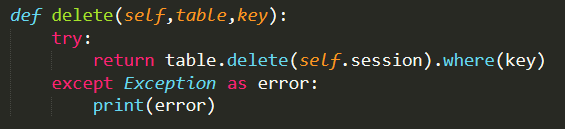 def delete(self,table,key):
try:
return table.delete(self.session).where(key)
except Exception as error:
print(error)